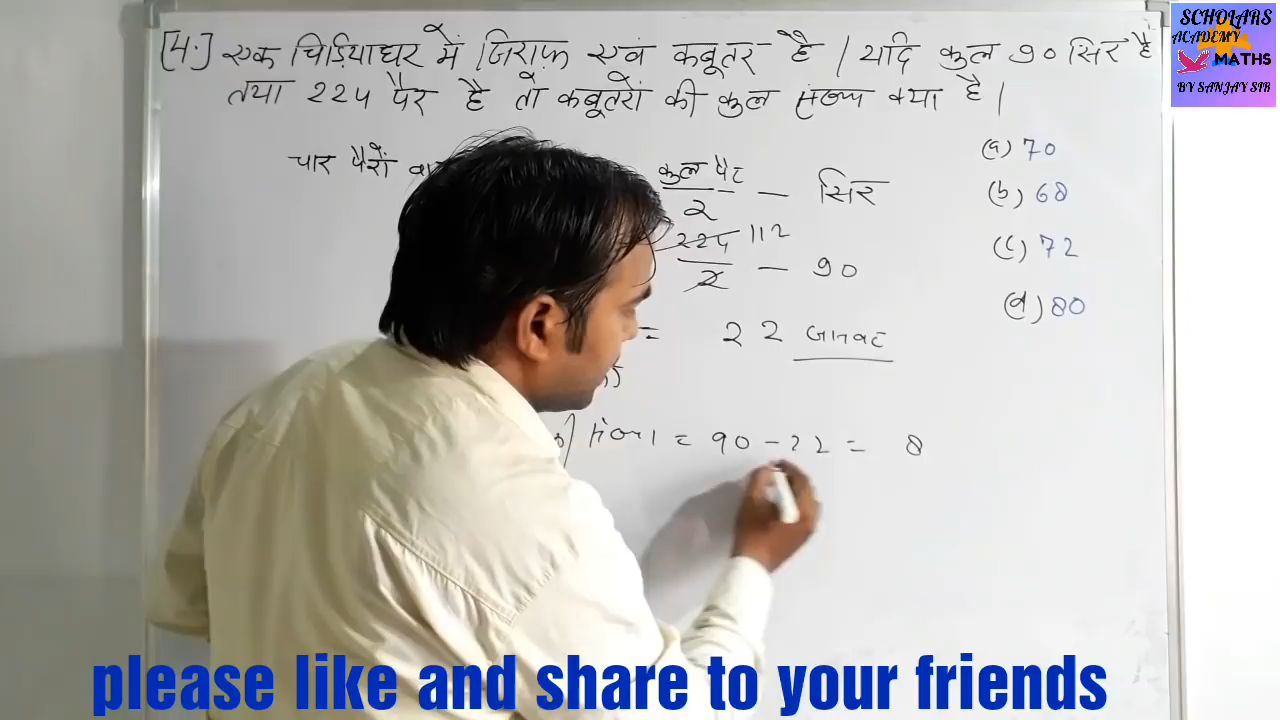 [4.] एक चिड़ियाघर में जिराफ़ एवं कबूतर है । यदि कुल 90 सिर है
तथा 224 पैर है तो कबूतरों की कुल संख्या क्या है ।
चार पैरों
कुल पैर
2
— सिर
224 112
2
— 90
= 22 जानवर
संख्या = 90 - 22 = 8
(a) 70
(b) 68
(c) 72
(d) 80
SCHOLARS
ACADEMY
MATHS
BY SANJAY SIR
please like and share to your friends